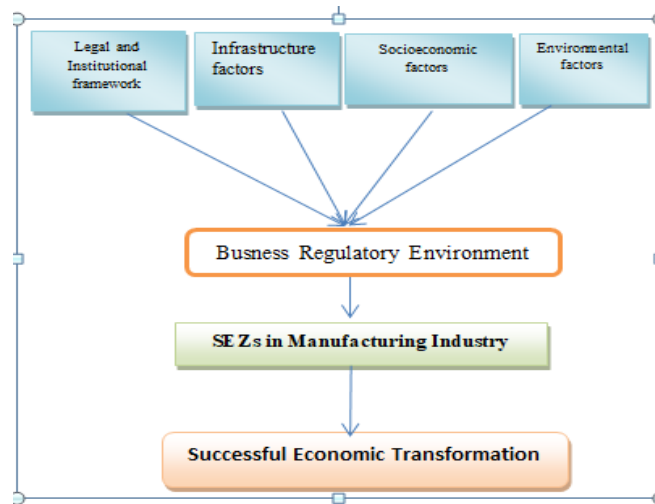 Legal and
Institutional
framework
Infrastructure
factors
Socioeconomic
factors
Environmental
factors
Busness Regulatory Environment
SEZs in Manufacturing Industry
Successful Economic Transformation